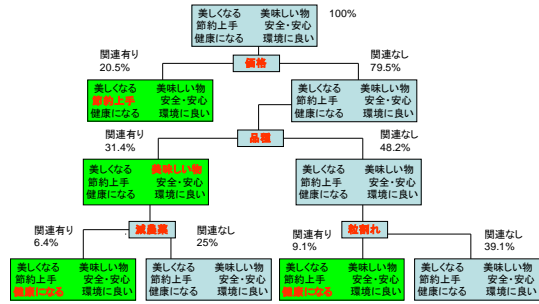 美しくなる 美味しい物
節約上手 安全・安心
健康になる 環境に良い
100%
関連有り
20.5%
価格
関連なし
79.5%
美しくなる 美味しい物
節約上手 安全・安心
健康になる 環境に良い
美しくなる 美味しい物
節約上手 安全・安心
健康になる 環境に良い
関連有り
31.4%
品種
関連なし
48.2%
美しくなる 美味しい物
節約上手 安全・安心
健康になる 環境に良い
美しくなる 美味しい物
節約上手 安全・安心
健康になる 環境に良い
関連有り
6.4%
減農薬
関連なし
25%
関連有り
9.1%
粒割れ
関連なし
39.1%
美しくなる 美味しい物
節約上手 安全・安心
健康になる 環境に良い
美しくなる 美味しい物
節約上手 安全・安心
健康になる 環境に良い
美しくなる 美味しい物
節約上手 安全・安心
健康になる 環境に良い
美しくなる 美味しい物
節約上手 安全・安心
健康になる 環境に良い